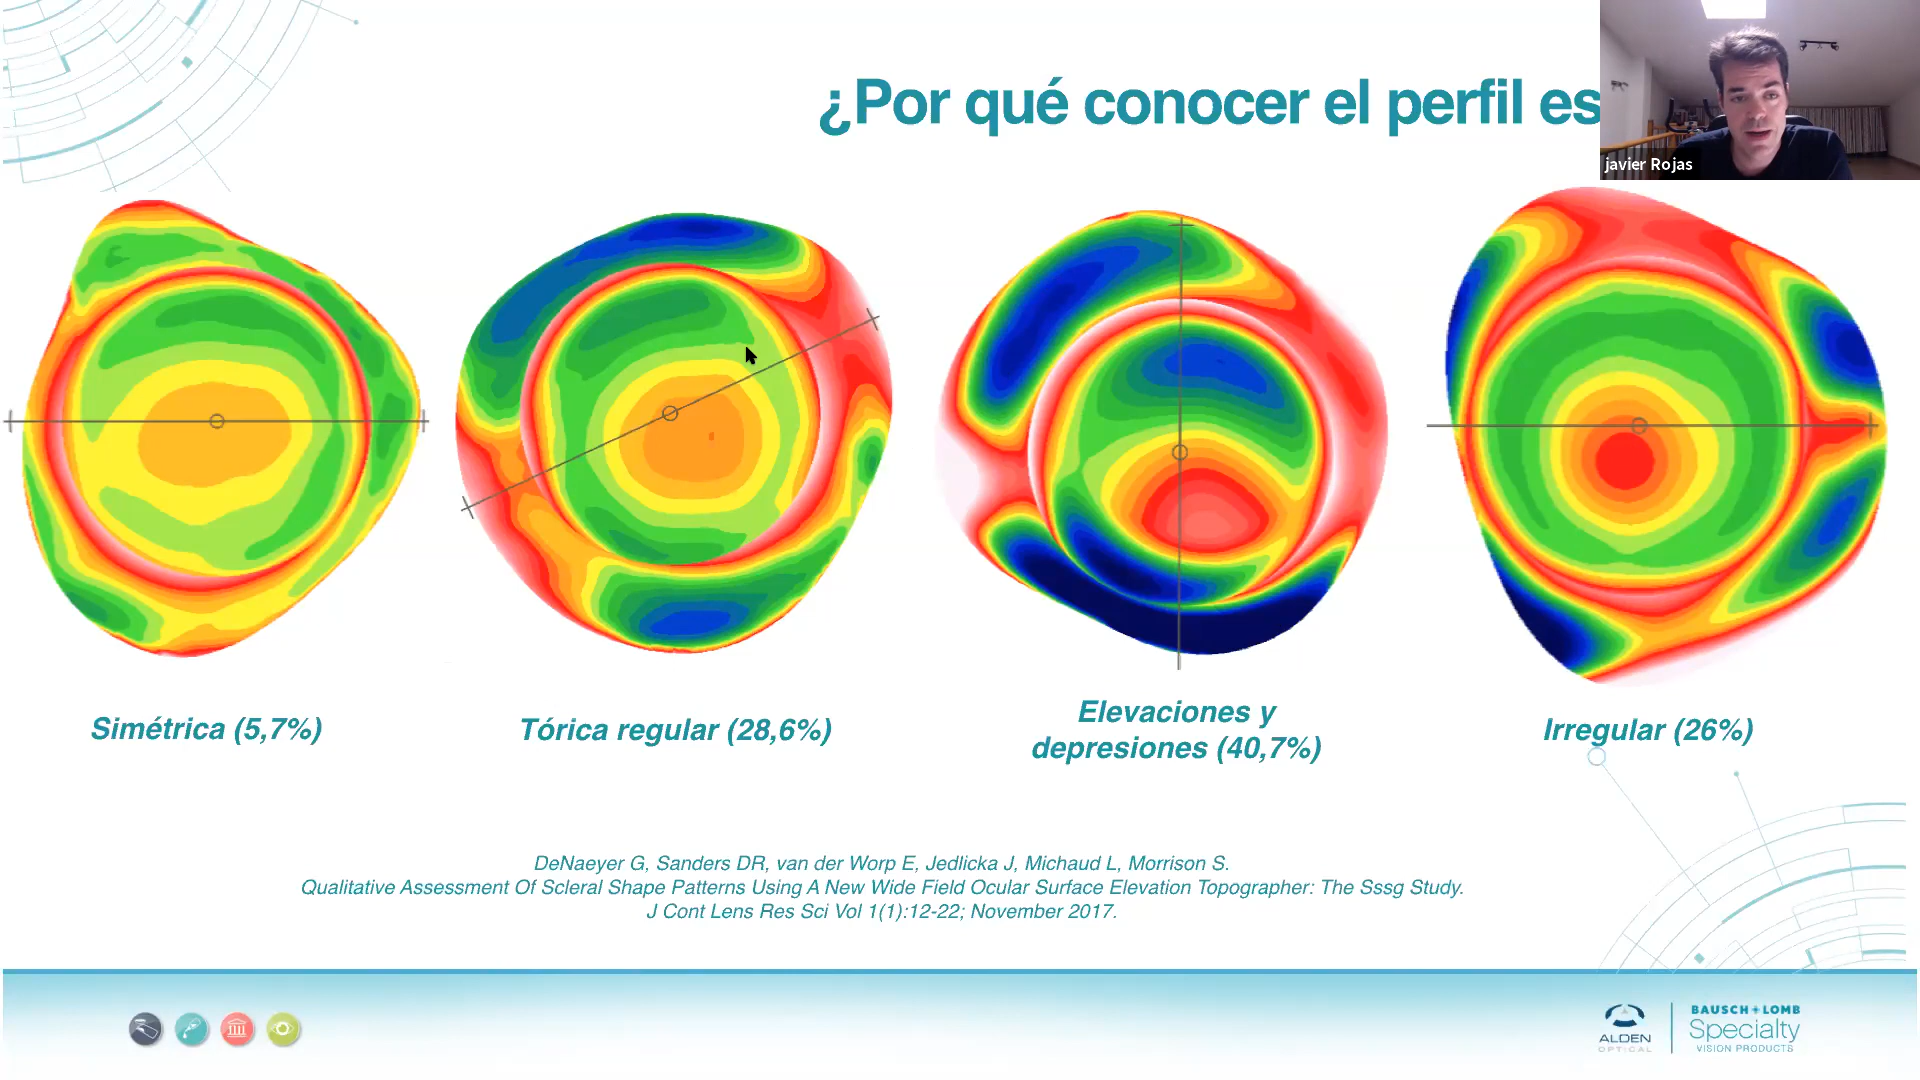 ¿Por qué conocer el perfil es
javier Rojas
Simétrica (5,7%)
Tórica regular (28,6%)
Elevaciones y
depresiones (40,7%)
Irregular (26%)
DeNaeyer G, Sanders DR, van der Worp E, Jedlicka J, Michaud L, Morrison S.
Qualitative Assessment Of Scleral Shape Patterns Using A New Wide Field Ocular Surface Elevation Topographer: The Sssg Study.
J Cont Lens Res Sci Vol 1(1):12-22; November 2017.
ALDEN
OPTICAL
BAUSCH+LOMB
Specialty
VISION PRODUCTS